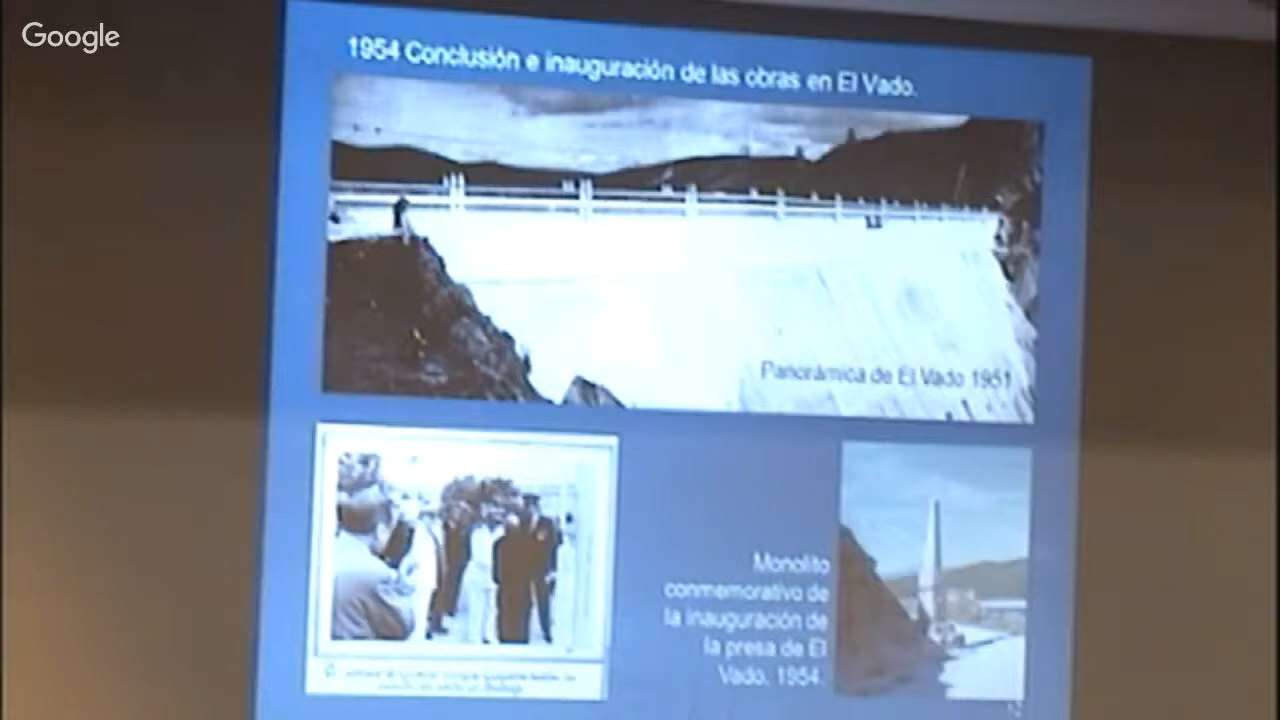 Google
1954 Conclusión e inauguración de las obras en El Vado.
Panorámica de El Vado 1951
Monolito
conmemorativo de
la inauguración de
la presa de El
Vado. 1954.